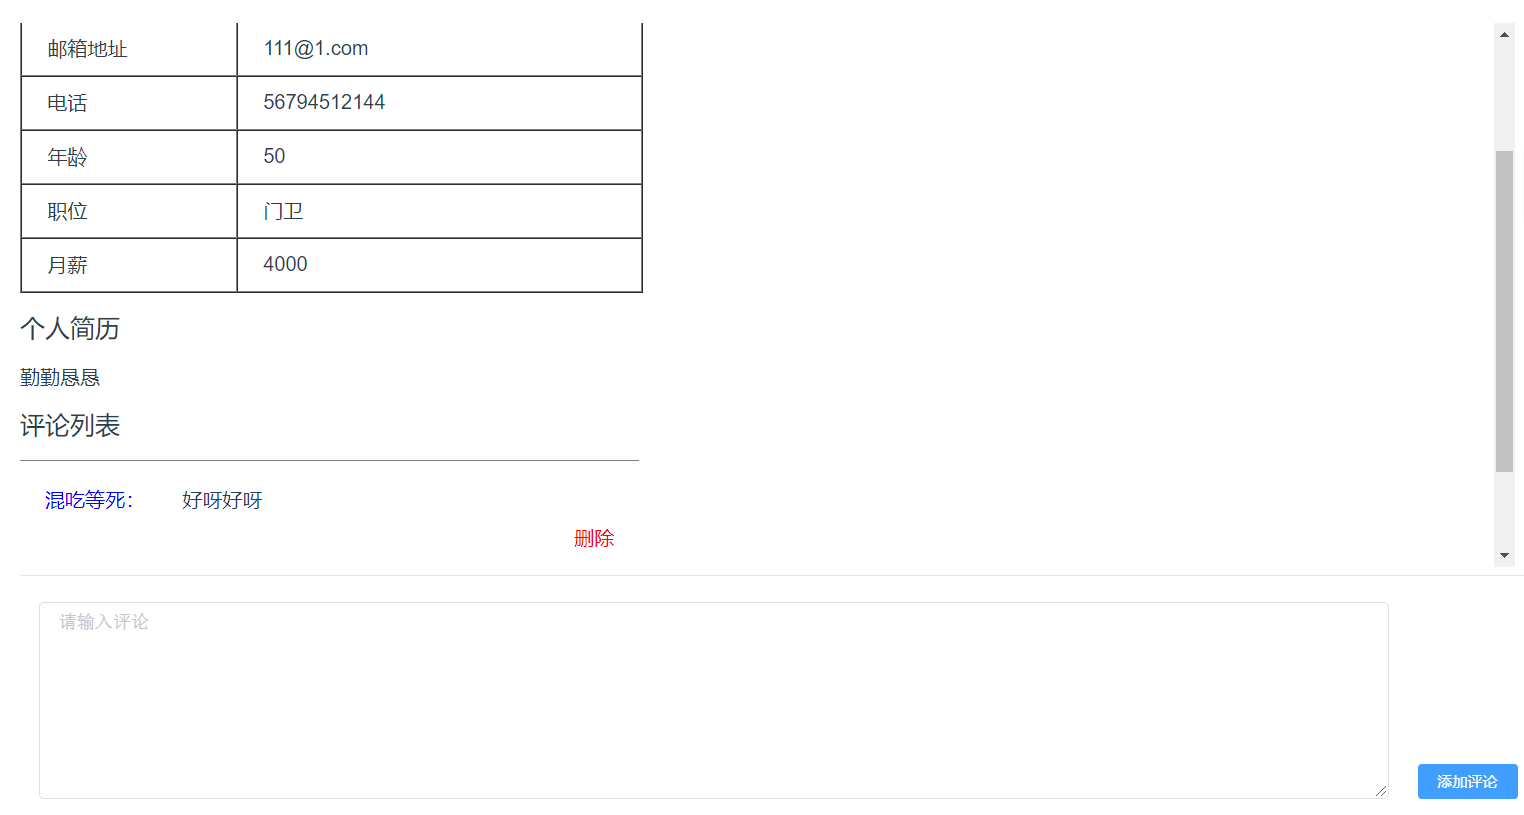 邮箱地址 111@1.com
电话 56794512144
年龄 50
职位 门卫
月薪 4000
个人简历
勤勤恳恳
评论列表
混吃等死： 好呀好呀
删除
请输入评论
添加评论